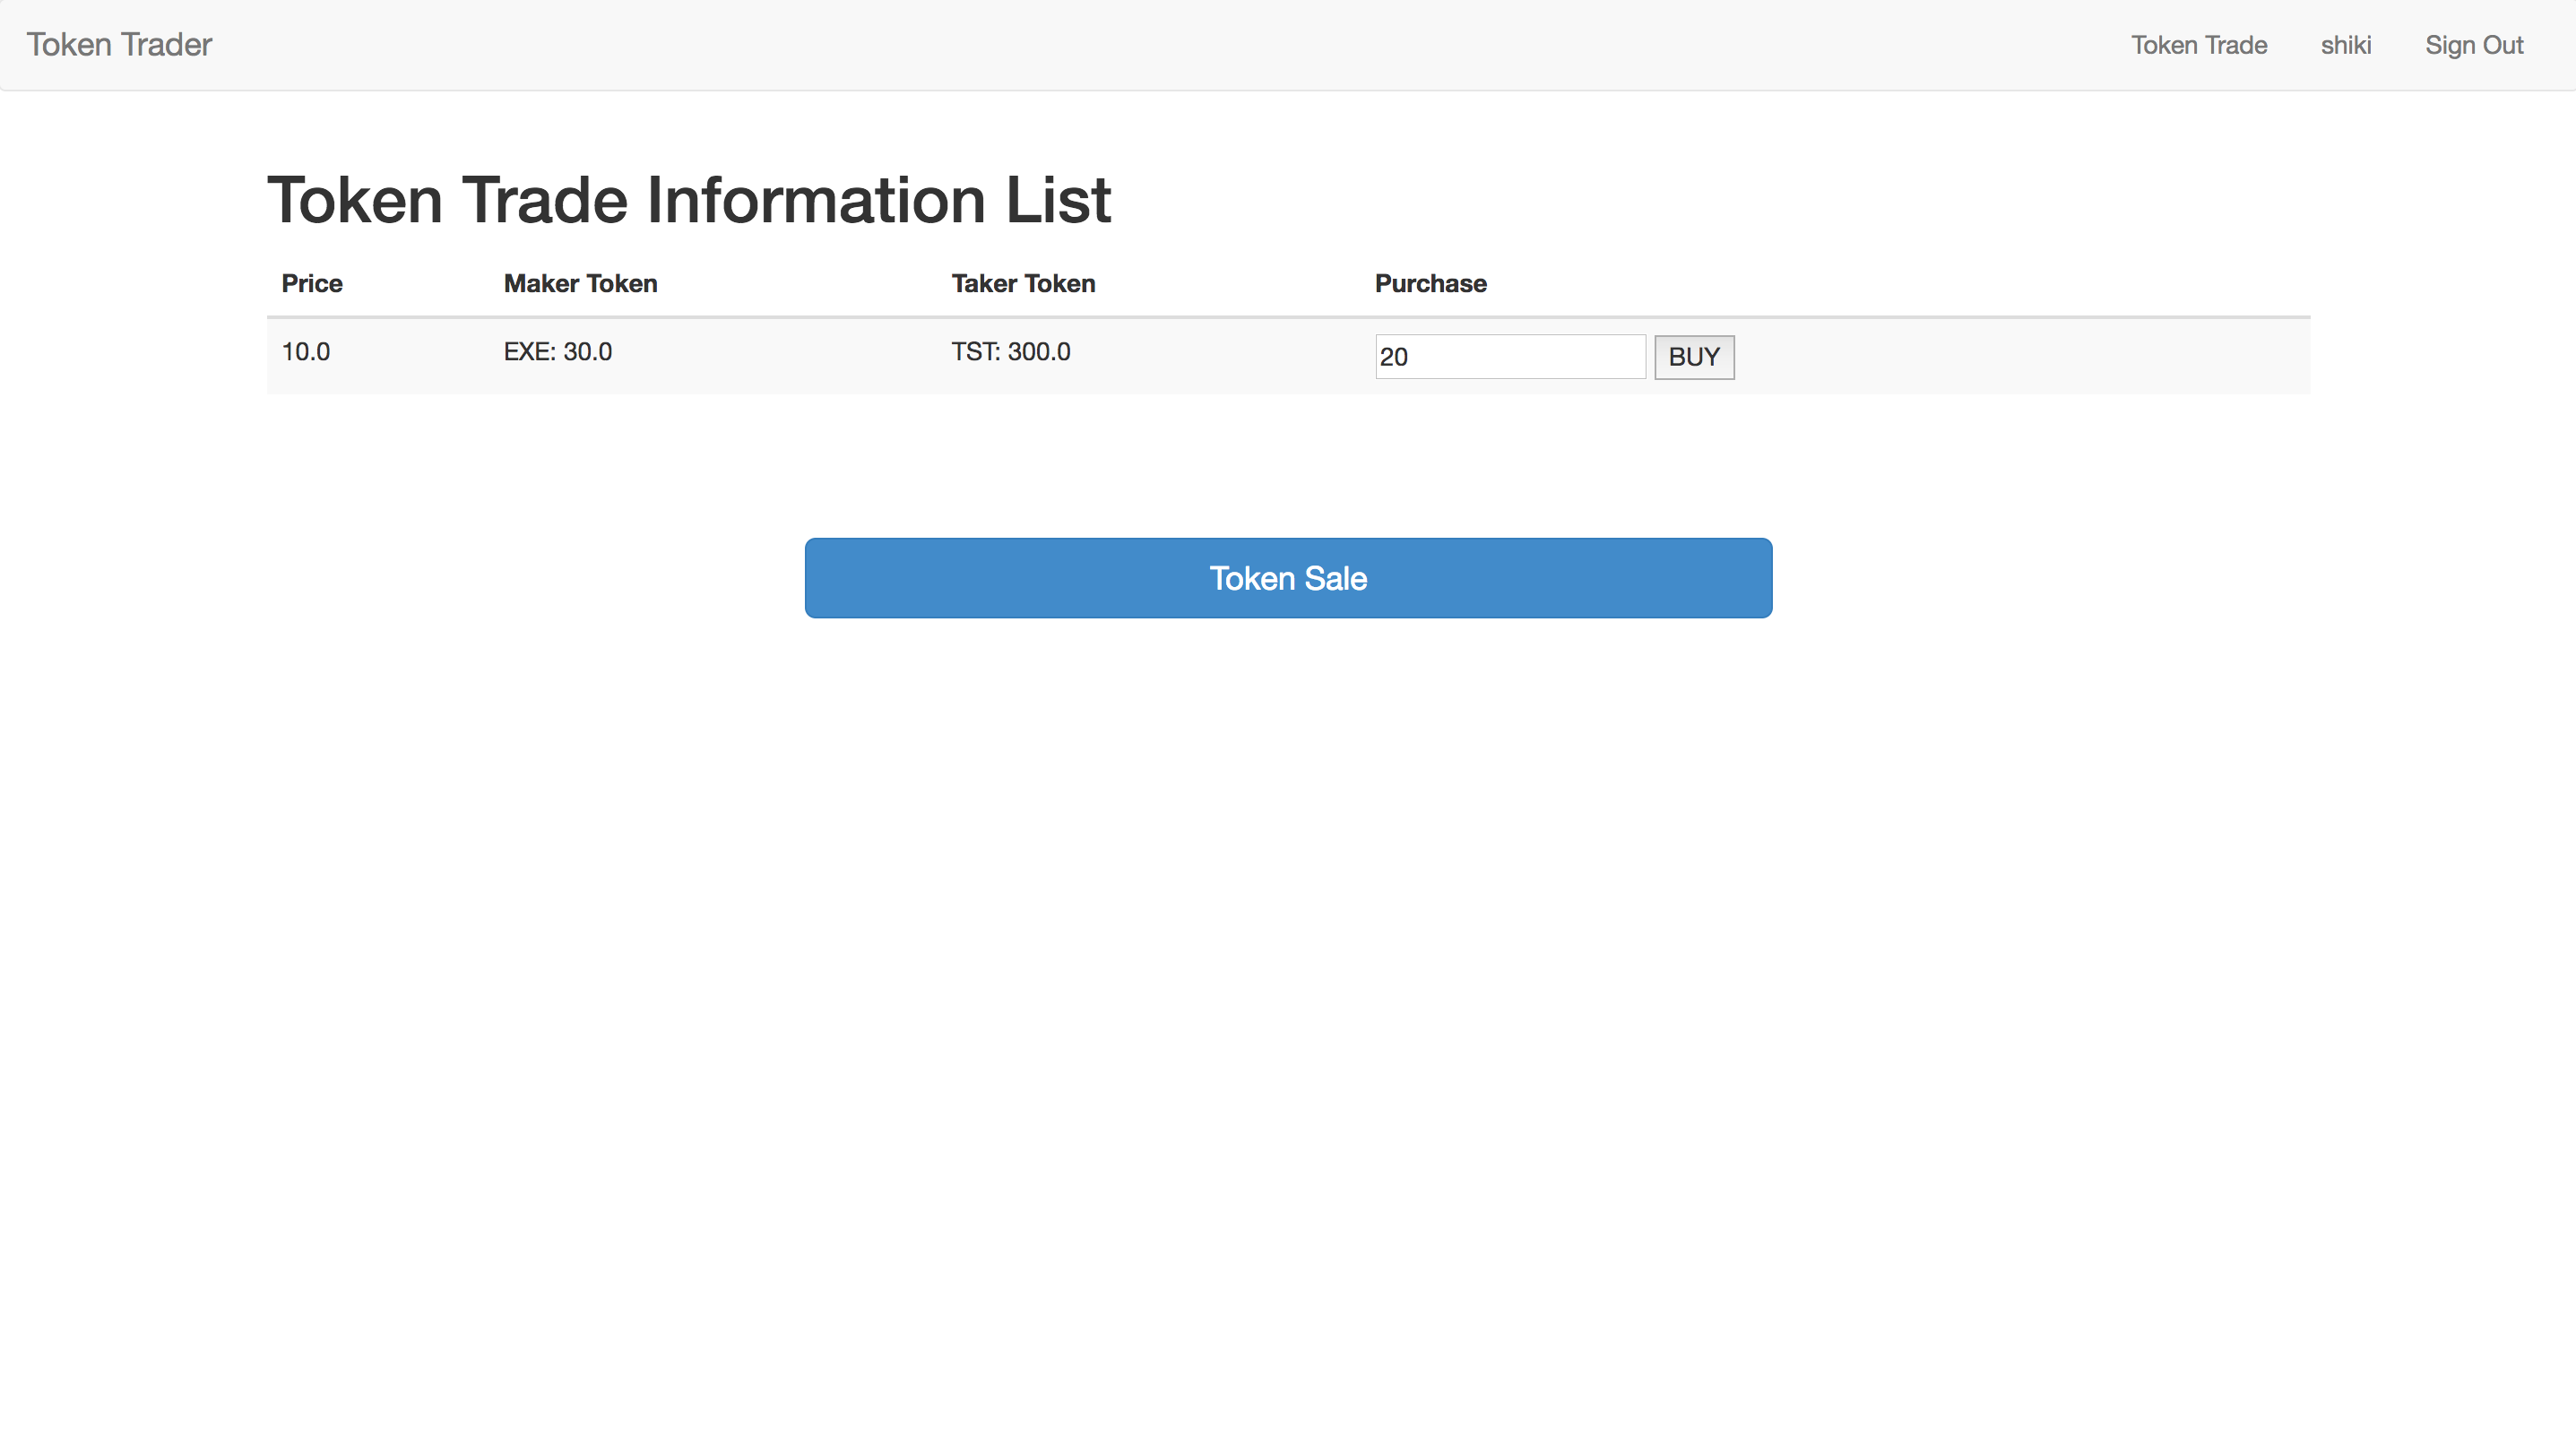 Token Trader Token Trade shiki Sign Out
Token Trade Information List
Price Maker Token Taker Token Purchase
10.0 EXE: 30.0 TST: 300.0 20 BUY
Token Sale